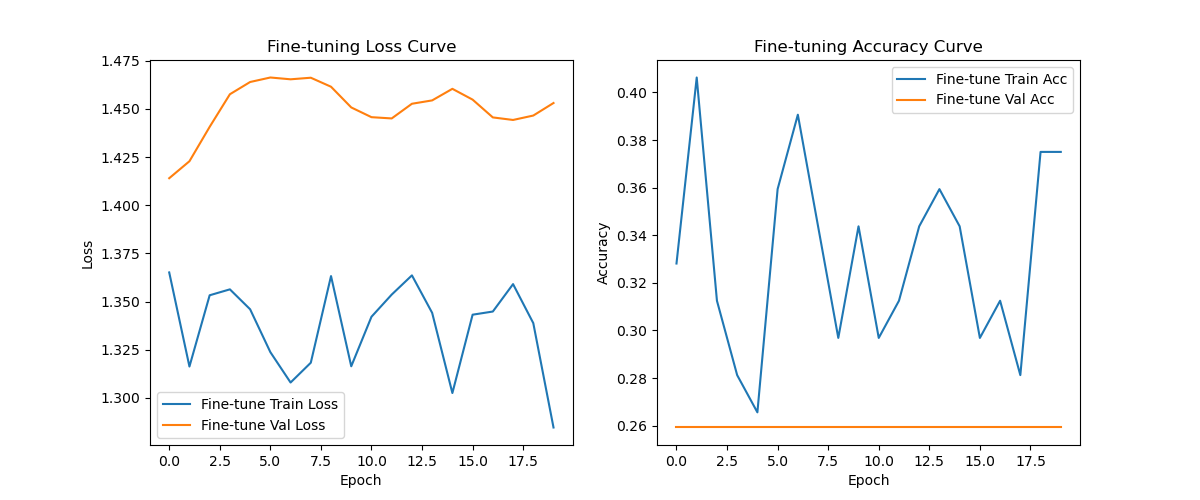 Fine-tuning Loss Curve
1.475
1.450
1.425
1.400
1.375
1.350
1.325
1.300
Loss
Fine-tune Train Loss
Fine-tune Val Loss
0.0 2.5 5.0 7.5 10.0 12.5 15.0 17.5
Epoch
Fine-tuning Accuracy Curve
0.40
0.38
0.36
0.34
0.32
0.30
0.28
0.26
Accuracy
Fine-tune Train Acc
Fine-tune Val Acc
0.0 2.5 5.0 7.5 10.0 12.5 15.0 17.5
Epoch